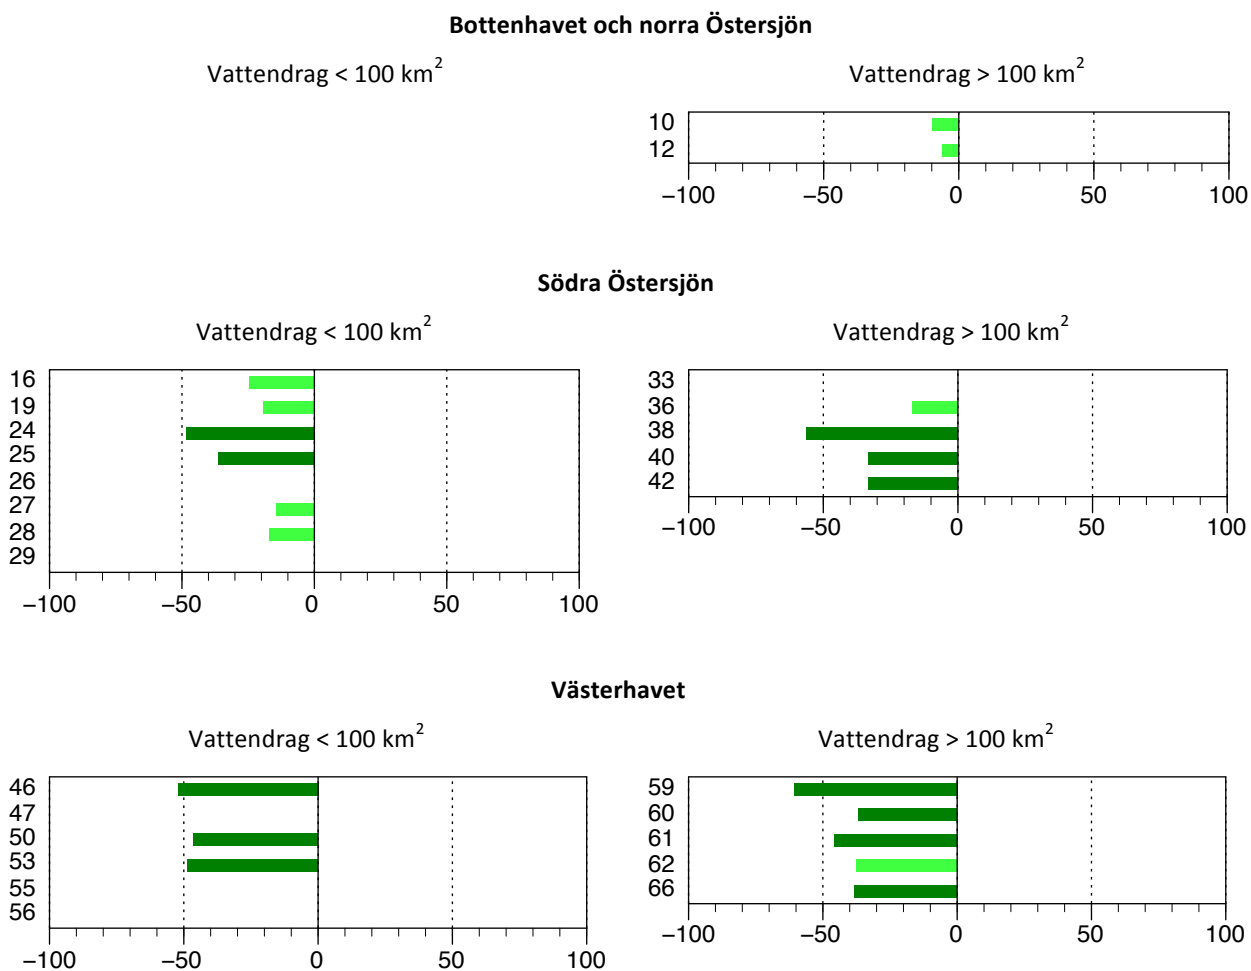 Bottenhavet och norra Östersjön
Vattendrag < 100 km²
Vattendrag > 100 km²
10
12
−100 −50 0 50 100
Södra Östersjön
Vattendrag < 100 km²
16
19
24
25
26
27
28
29
−100 −50 0 50 100
Vattendrag > 100 km²
33
36
38
40
42
−100 −50 0 50 100
Västerhavet
Vattendrag < 100 km²
46
47
50
53
55
56
−100 −50 0 50 100
Vattendrag > 100 km²
59
60
61
62
66
−100 −50 0 50 100